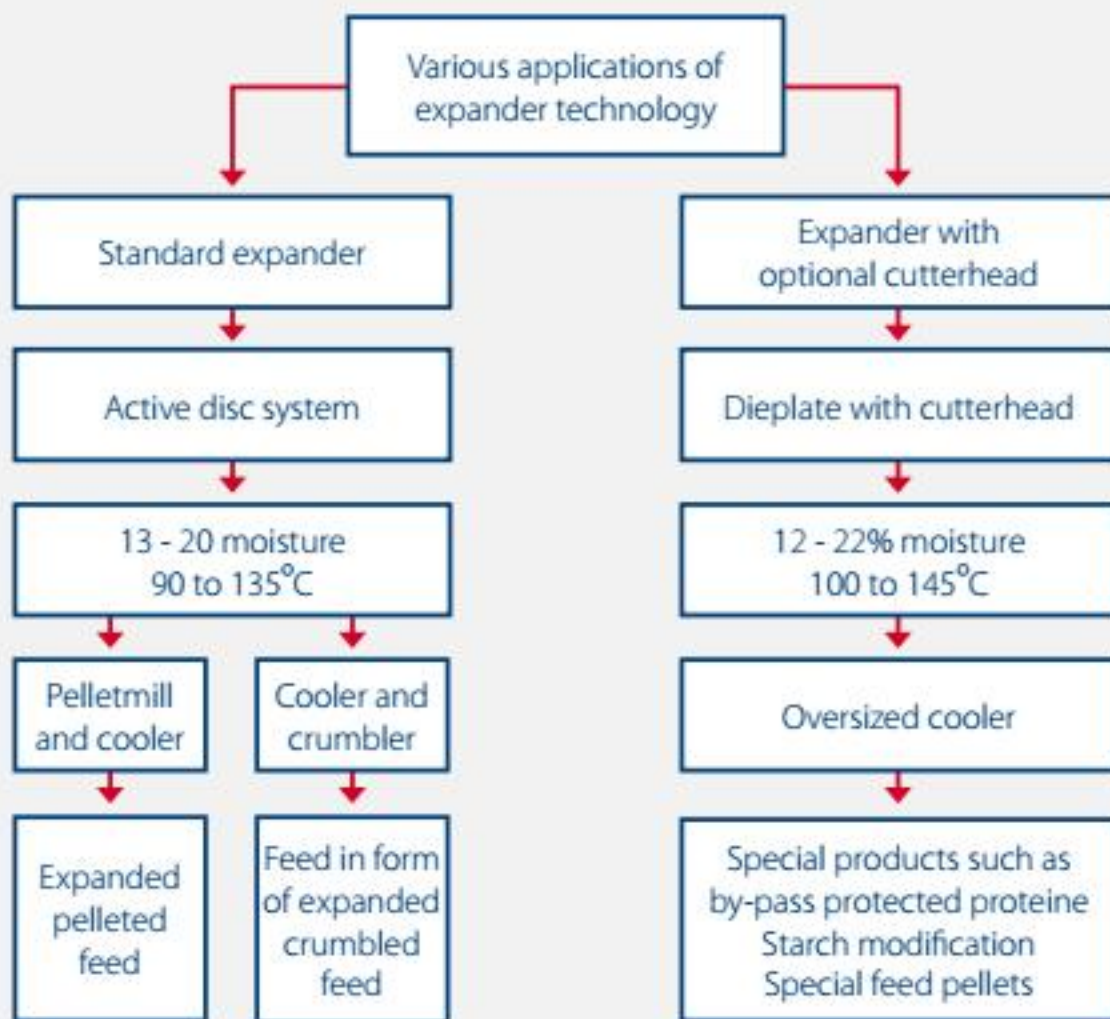 Various applications of
expander technology
Standard expander
Expander with
optional cutterhead
Active disc system
Dieplate with cutterhead
13 - 20 moisture
90 to 135°C
12 - 22% moisture
100 to 145°C
Pelletmill
and cooler
Cooler and
crumbler
Oversized cooler
Expanded
pelleted
feed
Feed in form
of expanded
crumbled
feed
Special products such as
by-pass protected proteine
Starch modification
Special feed pellets